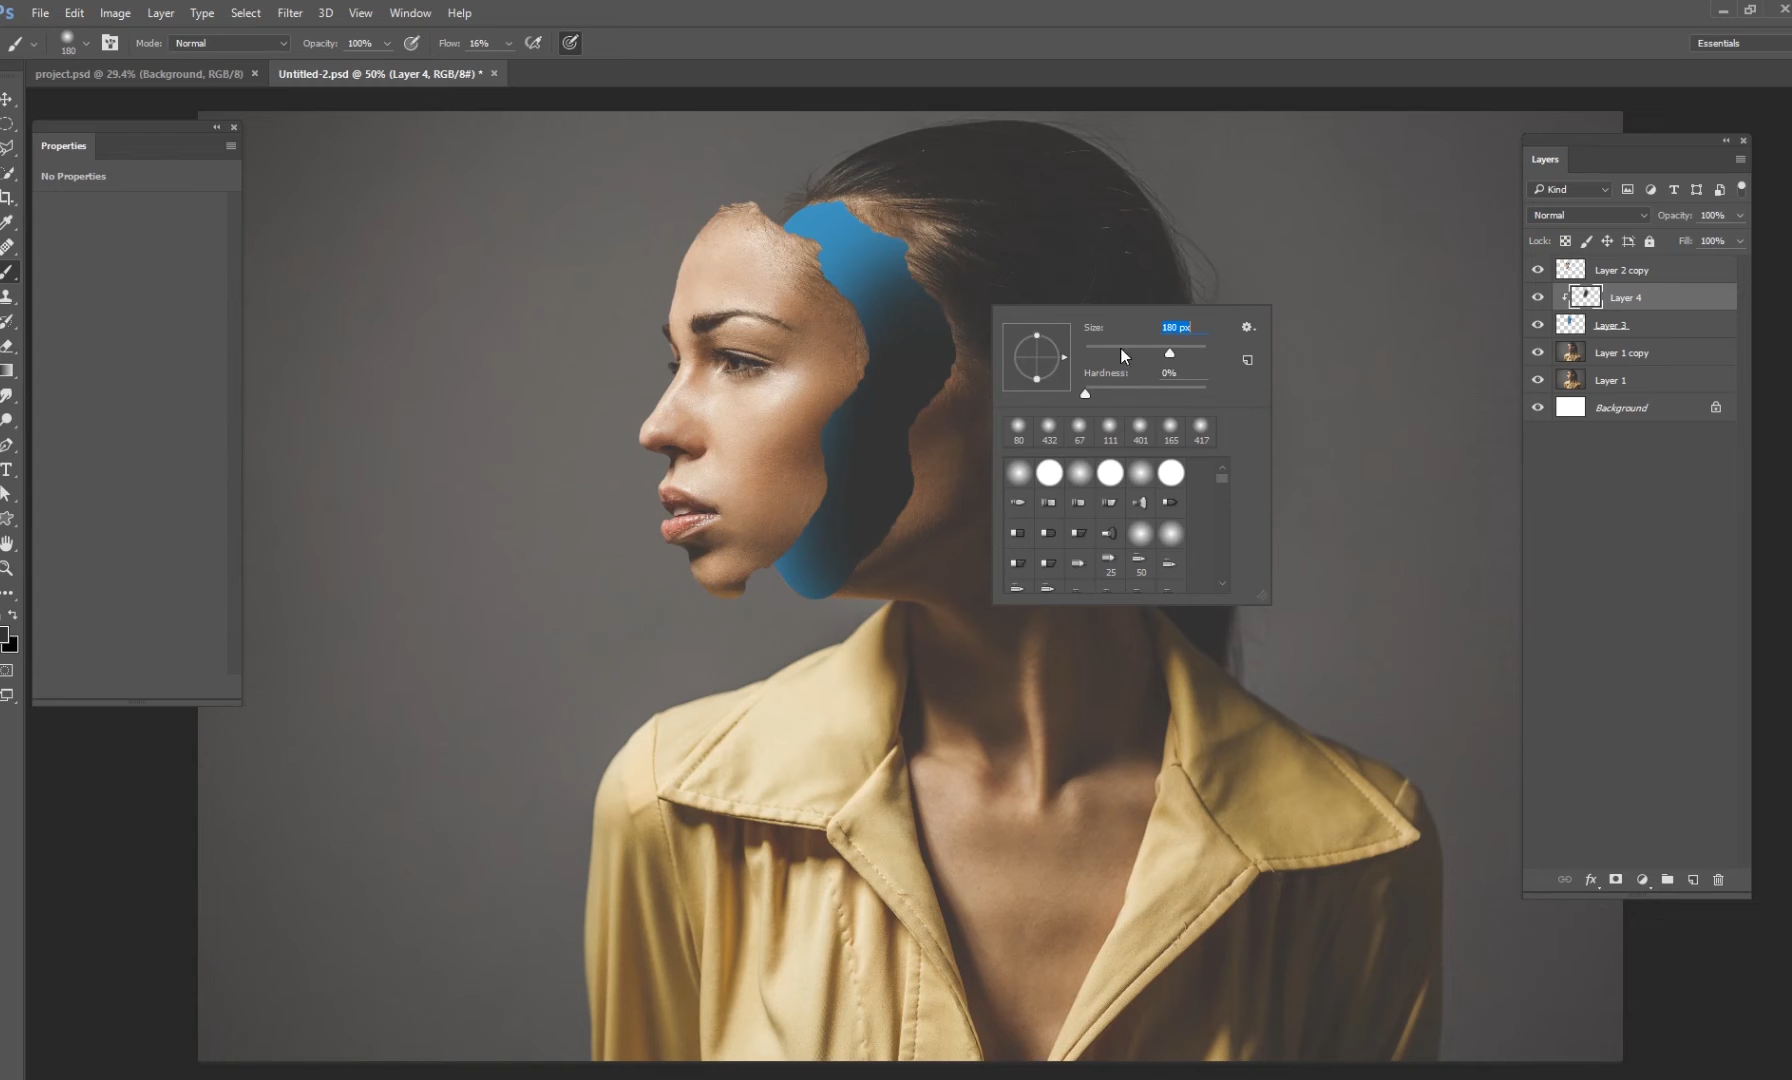 Ps File Edit Image Layer Type Select Filter 3D View Window Help
180 Mode: Normal Opacity: 100% Flow: 16% Essentials
project.psd @ 29.4% (Background, RGB/8) × Untitled-2.psd @ 50% (Layer 4, RGB/8#) * ×
Properties
No Properties
Size: 180 px
Hardness: 0%
80 432 67 111 401 165 417
25 50
Layers
Kind
Normal Opacity: 100%
Lock: Fill: 100%
Layer 2 copy
Layer 4
Layer 3
Layer 1 copy
Layer 1
Background
fx